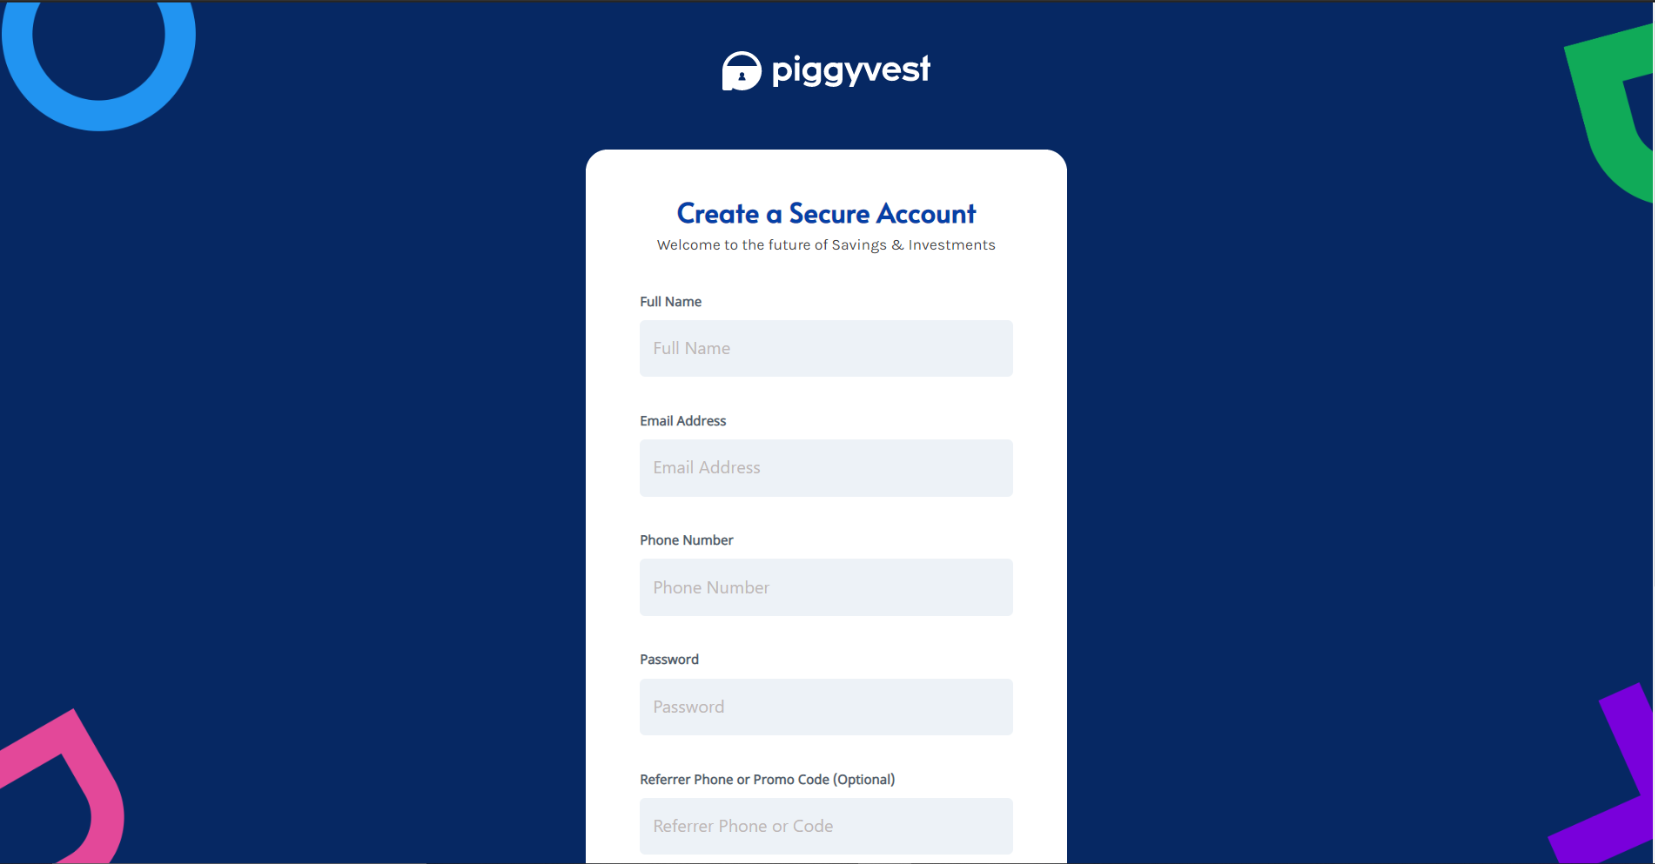 piggyvest
Create a Secure Account
Welcome to the future of Savings & Investments
Full Name
Full Name
Email Address
Email Address
Phone Number
Phone Number
Password
Password
Referrer Phone or Promo Code (Optional)
Referrer Phone or Code